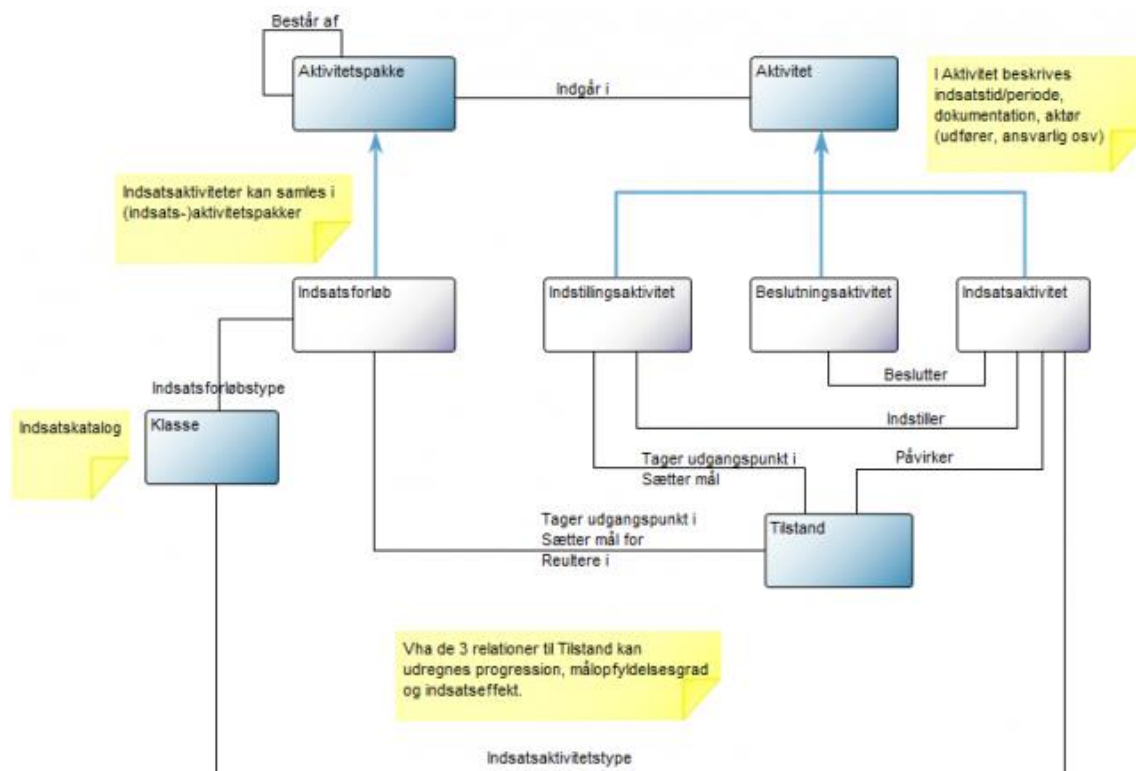 Består af
Aktivitetspakke
Aktivitet
Indgår i
I Aktivitet beskrives
indsatstid/periode,
dokumentation, aktør
(udfører, ansvarlig osv)
Indsatsaktiviteter kan samles i
(indsats-)aktivitetspakker
Indsatsforløb
Indstillingsaktivitet
Beslutningsaktivitet
Indsatsaktivitet
Beslutter
Indsatsforløbstype
Indsatskatalog
Klasse
Indstiller
Tager udgangspunkt i
Sætter mål
Påvirker
Tager udgangspunkt i
Sætter mål for
Reultere i
Tilstand
Vha de 3 relationer til Tilstand kan
udregnes progression, målopfyldelsesgrad
og indsatseffekt.
Indsatsaktivitetstype